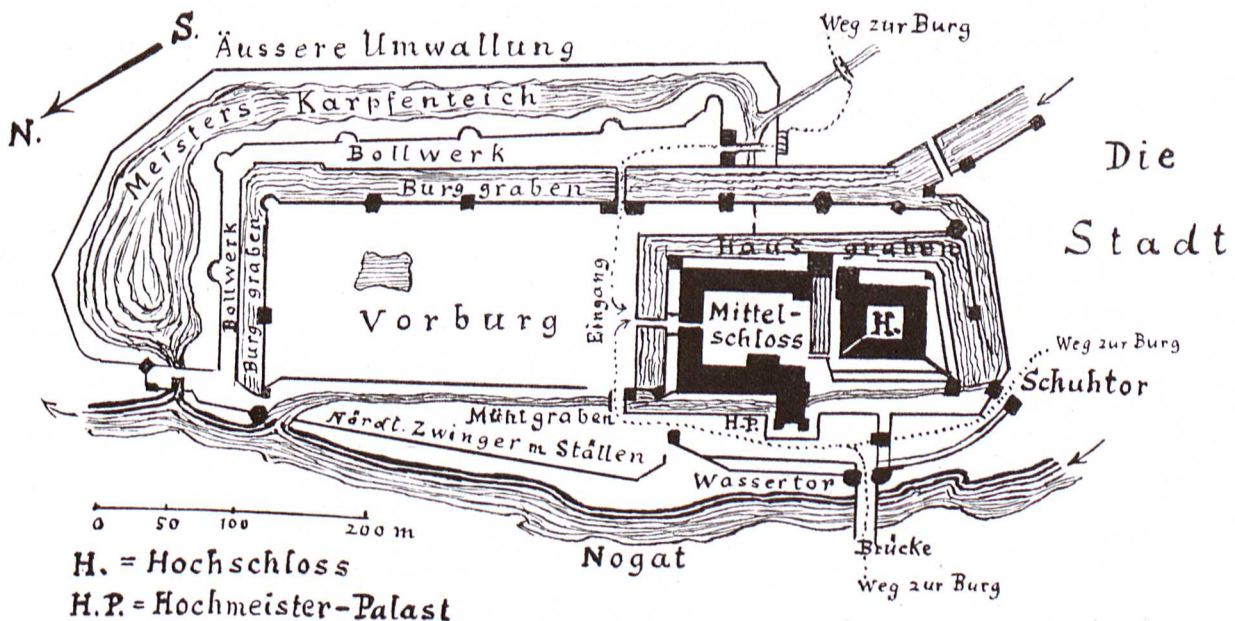 S.
N.
Äussere Umwallung
Weg zur Burg
Meisters Karpfenteich
Bollwerk
Burggraben
Die
Stadt
Bollwerk
Burggraben
Hausgraben
Eingang
Vorburg
Mittel-
schloss
H.
Weg zur Burg
Schuhtor
Mühlgraben
H.P.
Nördl. Zwinger m Ställen
Wassertor
0 50 100 200 m
Nogat
Brücke
Weg zur Burg
H. = Hochschloss
H.P. = Hochmeister-Palast